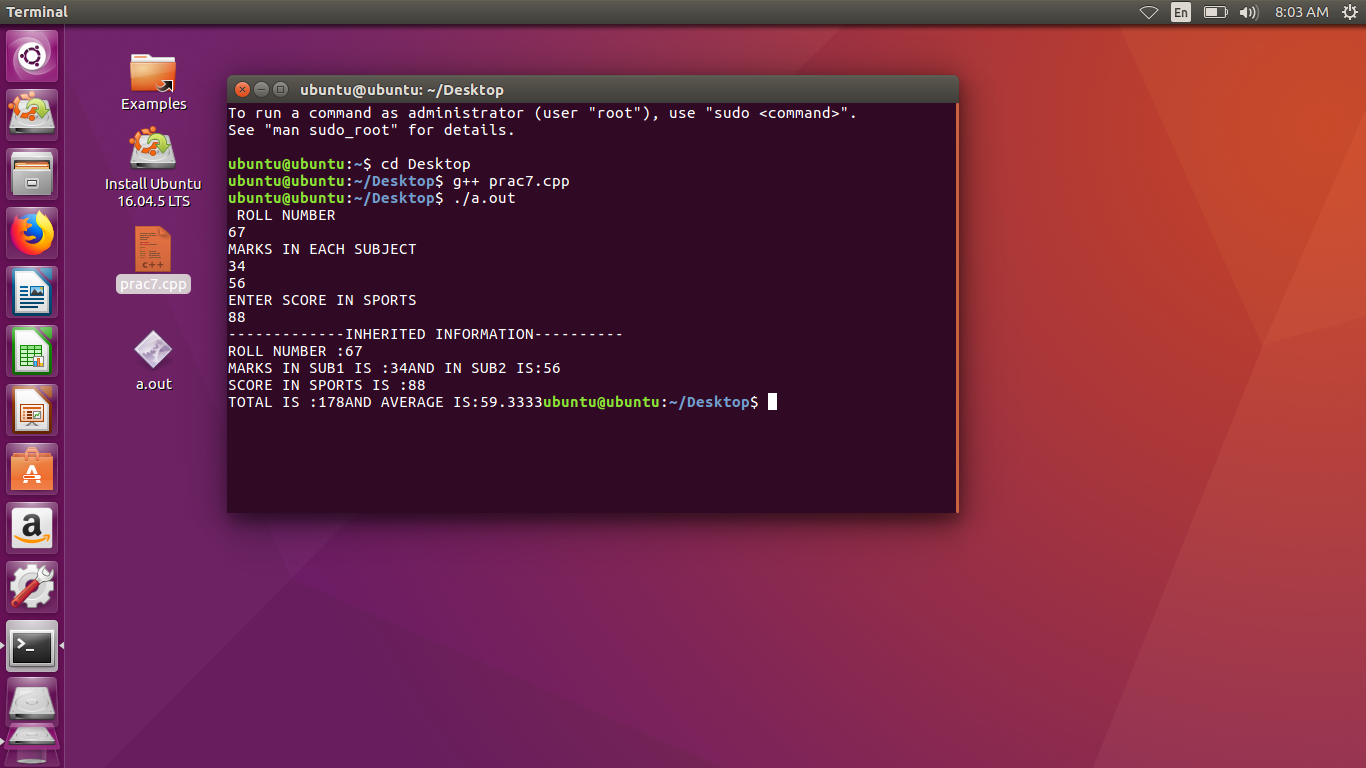 Terminal
En
8:03 AM
Examples
Install Ubuntu
16.04.5 LTS
c++
prac7.cpp
a.out
ubuntu@ubuntu: ~/Desktop
To run a command as administrator (user "root"), use "sudo <command>".
See "man sudo_root" for details.
ubuntu@ubuntu:~$ cd Desktop
ubuntu@ubuntu:~/Desktop$ g++ prac7.cpp
ubuntu@ubuntu:~/Desktop$ ./a.out
 ROLL NUMBER
67
MARKS IN EACH SUBJECT
34
56
ENTER SCORE IN SPORTS
88
-------------INHERITED INFORMATION----------
ROLL NUMBER :67
MARKS IN SUB1 IS :34AND IN SUB2 IS:56
SCORE IN SPORTS IS :88
TOTAL IS :178AND AVERAGE IS:59.3333ubuntu@ubuntu:~/Desktop$